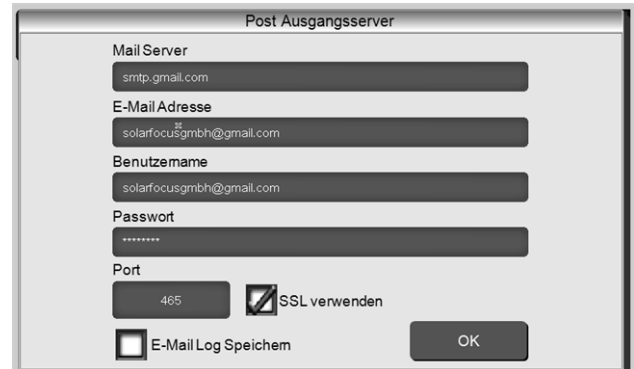 Post Ausgangsserver
Mail Server
smtp.gmail.com
E-Mail Adresse
solarfocusgmbh@gmail.com
Benutzername
solarfocusgmbh@gmail.com
Passwort
********
Port
465
SSL verwenden
E-Mail Log Speichern
OK